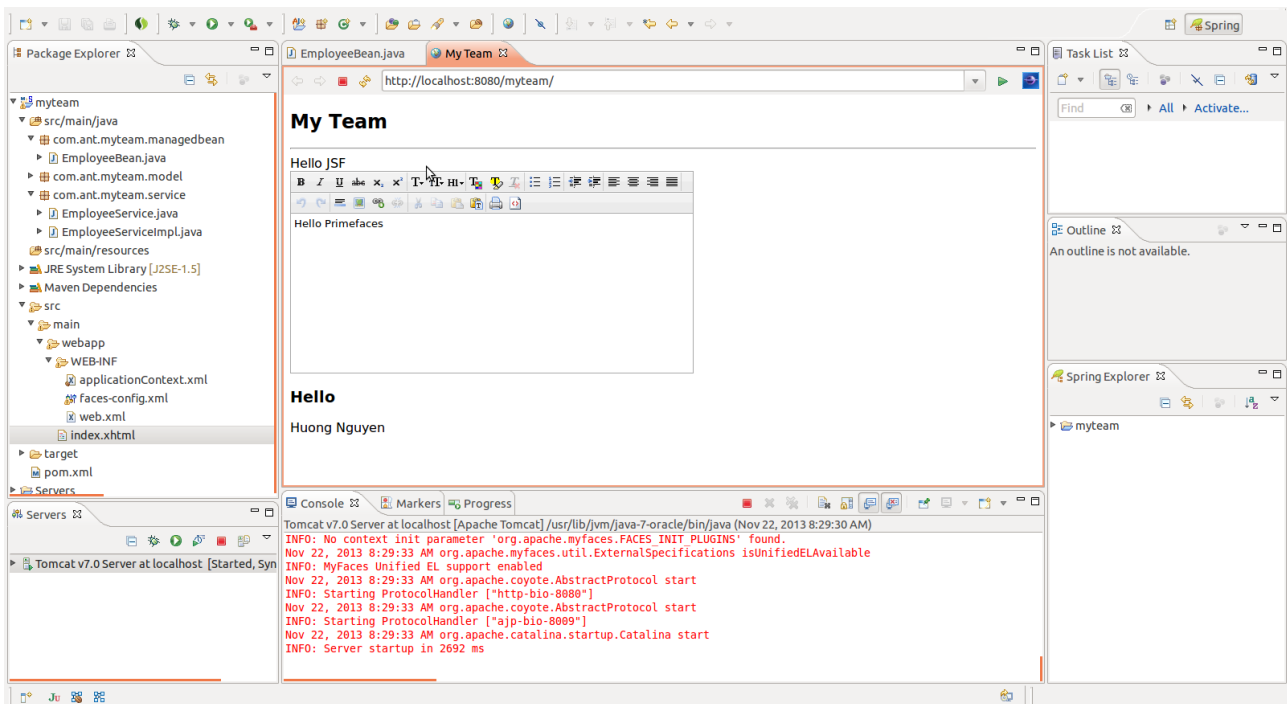 Spring
Package Explorer
myteam
src/main/java
com.ant.myteam.managedbean
EmployeeBean.java
com.ant.myteam.model
com.ant.myteam.service
EmployeeService.java
EmployeeServiceImpl.java
src/main/resources
JRE System Library [J2SE-1.5]
Maven Dependencies
src
main
webapp
WEB-INF
applicationContext.xml
faces-config.xml
web.xml
index.xhtml
target
pom.xml
Servers
Servers
Tomcat v7.0 Server at localhost [Started, Syn
EmployeeBean.java My Team
http://localhost:8080/myteam/
My Team
Hello JSF
Hello Primefaces
Hello
Huong Nguyen
Console Markers Progress
Tomcat v7.0 Server at localhost [Apache Tomcat] /usr/lib/jvm/java-7-oracle/bin/java (Nov 22, 2013 8:29:30 AM)
INFO: No context init parameter 'org.apache.myfaces.FACES_INIT_PLUGINS' found.
Nov 22, 2013 8:29:33 AM org.apache.myfaces.util.ExternalSpecifications isUnifiedELAvailable
INFO: MyFaces Unified EL support enabled
Nov 22, 2013 8:29:33 AM org.apache.coyote.AbstractProtocol start
INFO: Starting ProtocolHandler ["http-bio-8080"]
Nov 22, 2013 8:29:33 AM org.apache.coyote.AbstractProtocol start
INFO: Starting ProtocolHandler ["ajp-bio-8009"]
Nov 22, 2013 8:29:33 AM org.apache.catalina.startup.Catalina start
INFO: Server startup in 2692 ms
Task List
Find All Activate...
Outline
An outline is not available.
Spring Explorer
myteam
Ju